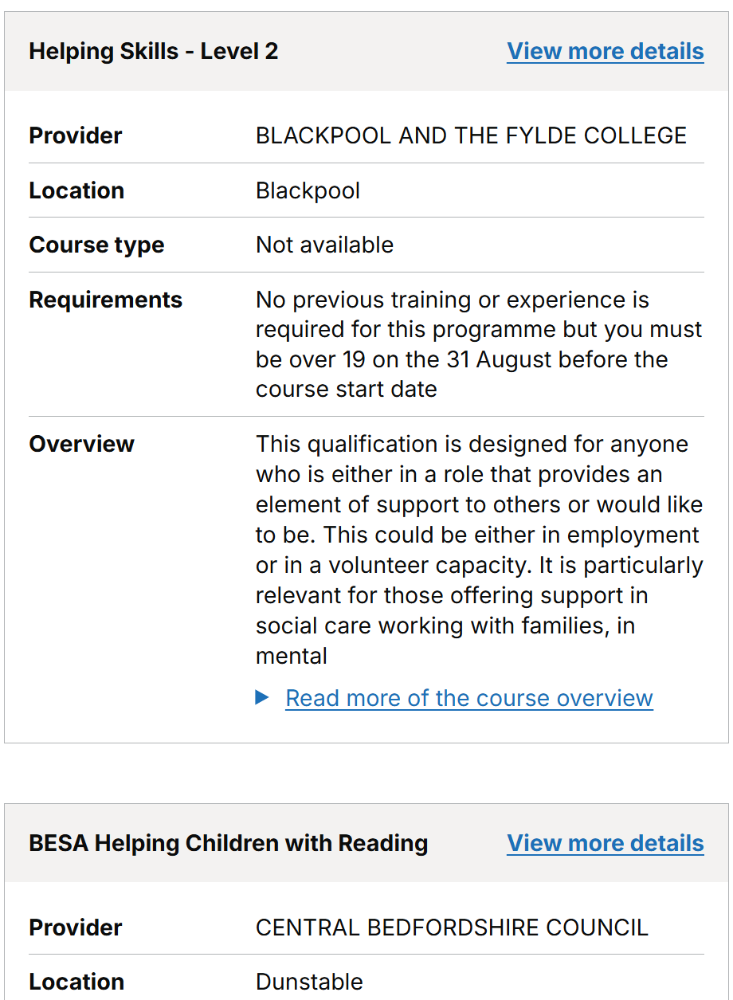 Helping Skills - Level 2
View more details
Provider
BLACKPOOL AND THE FYLDE COLLEGE
Location
Blackpool
Course type
Not available
Requirements
No previous training or experience is
required for this programme but you must
be over 19 on the 31 August before the
course start date
Overview
This qualification is designed for anyone
who is either in a role that provides an
element of support to others or would like
to be. This could be either in employment
or in a volunteer capacity. It is particularly
relevant for those offering support in
social care working with families, in
mental
Read more of the course overview
BESA Helping Children with Reading
View more details
Provider
CENTRAL BEDFORDSHIRE COUNCIL
Location
Dunstable